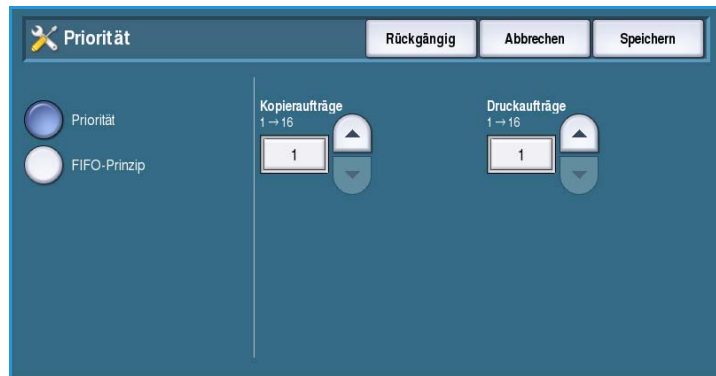 Priorität
Rückgängig
Abbrechen
Speichern
Priorität
FIFO-Prinzip
Kopieraufträge
1→16
1
Druckaufträge
1→16
1